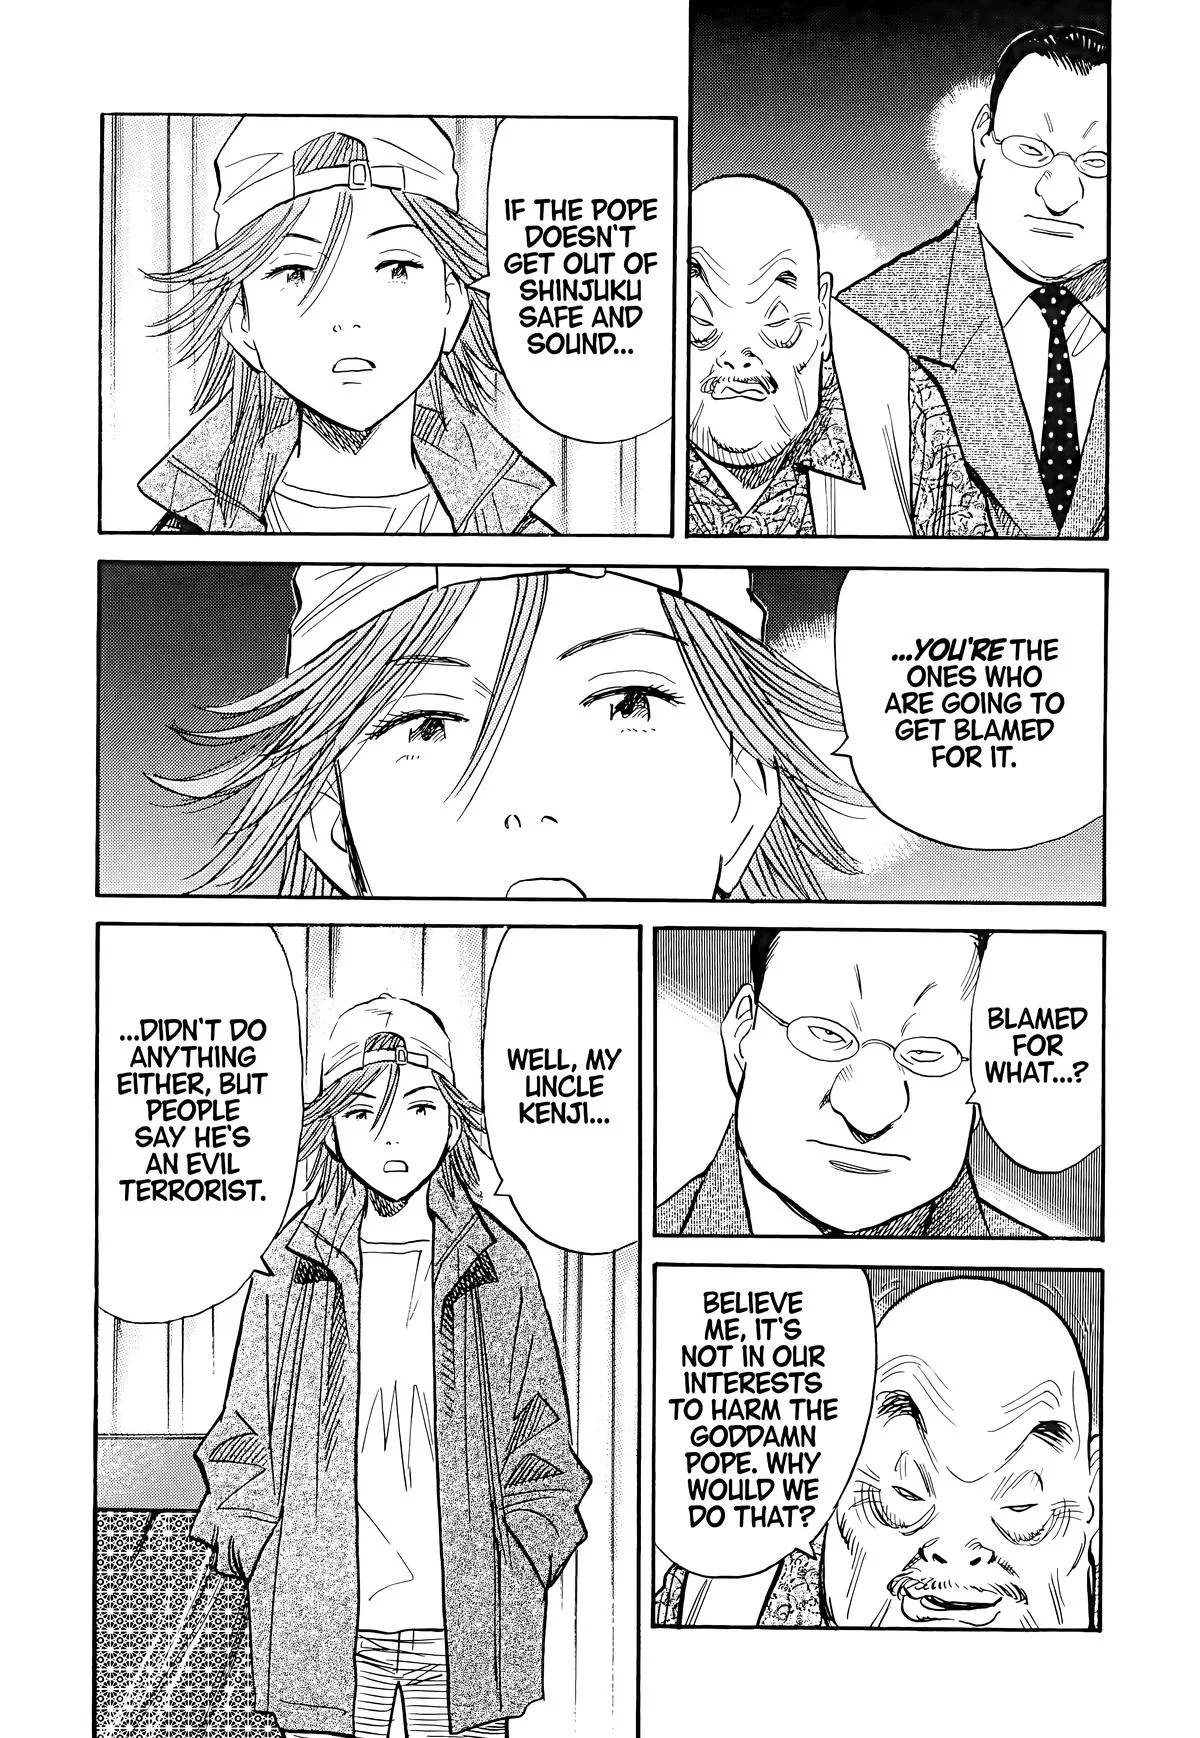 IF THE POPE
DOESN'T
GET OUT OF
SHINJUKU
SAFE AND
SOUND...
...YOU'RE THE
ONES WHO
ARE GOING TO
GET BLAMED
FOR IT.
BLAMED
FOR
WHAT...?
BELIEVE
ME, IT'S
NOT IN OUR
INTERESTS
TO HARM THE
GODDAMN
POPE. WHY
WOULD WE
DO THAT?
WELL, MY
UNCLE
KENJI...
...DIDN'T DO
ANYTHING
EITHER, BUT
PEOPLE
SAY HE'S
AN EVIL
TERRORIST.